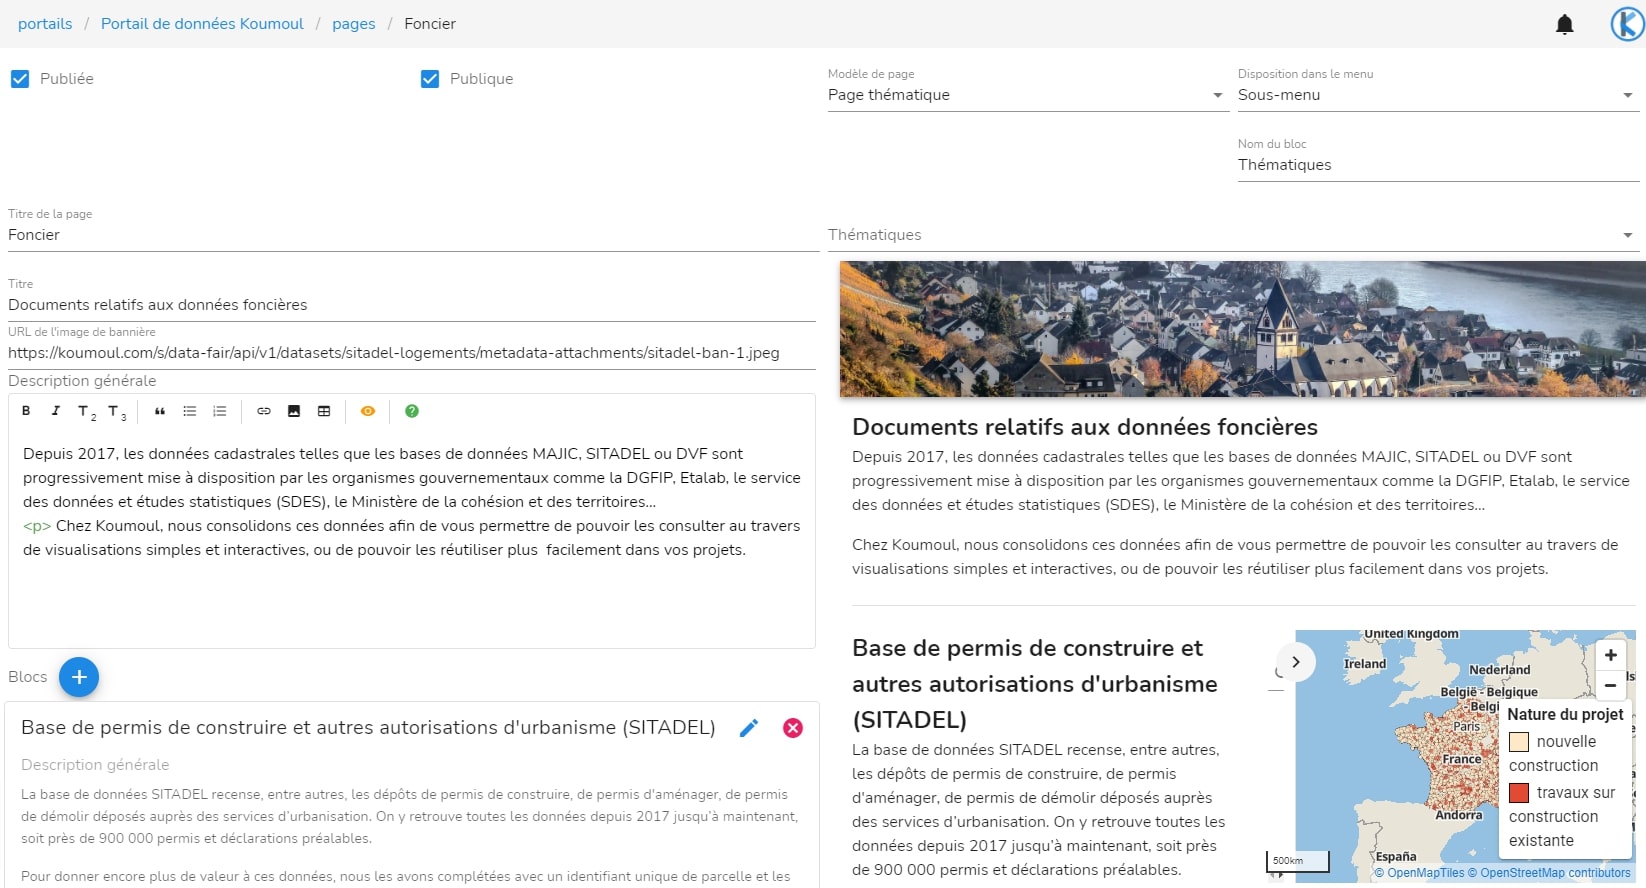 portails / Portail de données Koumoul / pages / Foncier
Publiée
Publique
Modèle de page
Page thématique
Disposition dans le menu
Sous-menu
Nom du bloc
Thématiques
Titre de la page
Foncier
Thématiques
Titre
Documents relatifs aux données foncières
URL de l'image de bannière
https://koumoul.com/s/data-fair/api/v1/datasets/sitadel-logements/metadata-attachments/sitadel-ban-1.jpeg
Description générale
B I T2 T3
Depuis 2017, les données cadastrales telles que les bases de données MAJIC, SITADEL ou DVF sont
progressivement mise à disposition par les organismes gouvernementaux comme la DGFIP, Etalab, le service
des données et études statistiques (SDES), le Ministère de la cohésion et des territoires...
<p> Chez Koumoul, nous consolidons ces données afin de vous permettre de pouvoir les consulter au travers
de visualisations simples et interactives, ou de pouvoir les réutiliser plus  facilement dans vos projets.
Blocs +
Base de permis de construire et autres autorisations d'urbanisme (SITADEL)
Description générale
La base de données SITADEL recense, entre autres, les dépôts de permis de construire, de permis d'aménager, de permis
de démolir déposés auprès des services d'urbanisation. On y retrouve toutes les données depuis 2017 jusqu'à maintenant,
soit près de 900 000 permis et déclarations préalables.
Pour donner encore plus de valeur à ces données, nous les avons complétées avec un identifiant unique de parcelle et les
Documents relatifs aux données foncières
Depuis 2017, les données cadastrales telles que les bases de données MAJIC, SITADEL ou DVF sont
progressivement mise à disposition par les organismes gouvernementaux comme la DGFIP, Etalab, le service
des données et études statistiques (SDES), le Ministère de la cohésion et des territoires...
Chez Koumoul, nous consolidons ces données afin de vous permettre de pouvoir les consulter au travers de
visualisations simples et interactives, ou de pouvoir les réutiliser plus facilement dans vos projets.
Base de permis de construire et
autres autorisations d'urbanisme
(SITADEL)
La base de données SITADEL recense, entre autres,
les dépôts de permis de construire, de permis
d'aménager, de permis de démolir déposés auprès
des services d'urbanisation. On y retrouve toutes les
données depuis 2017 jusqu'à maintenant, soit près
de 900 000 permis et déclarations préalables.
United Kingdom
Ireland
Nederland
België - Belgique
- Belgi
Paris
France
Andorra
España
+
−
Nature du projet
nouvelle
construction
travaux sur
construction
existante
500km
© OpenMapTiles © OpenStreetMap contributors